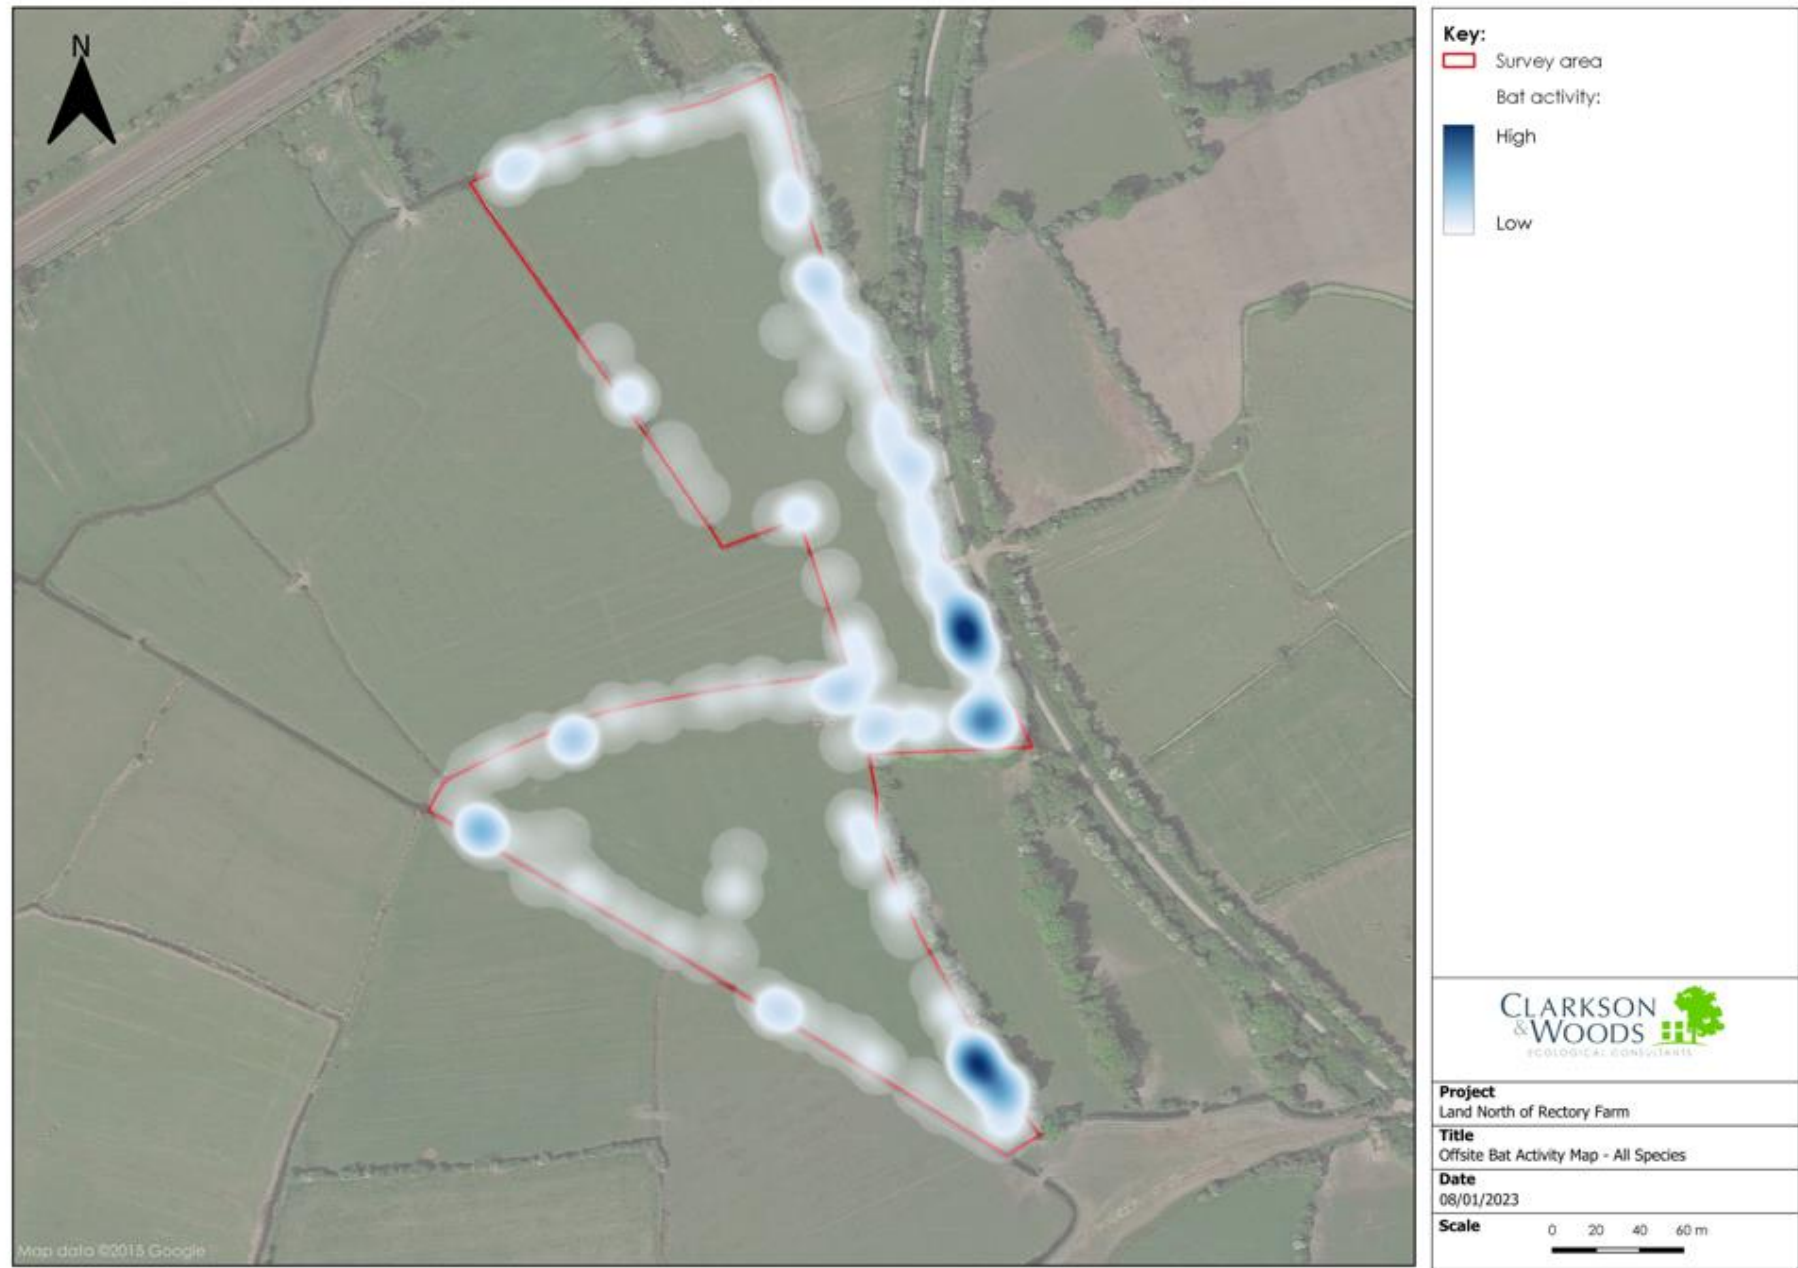 N
Key:
Survey area
Bat activity:
High
Low
CLARKSON
& WOODS
ECOLOGICAL CONSULTANTS
Project
Land North of Rectory Farm
Title
Offsite Bat Activity Map - All Species
Date
08/01/2023
Scale
0 20 40 60 m
Map data ©2015 Google